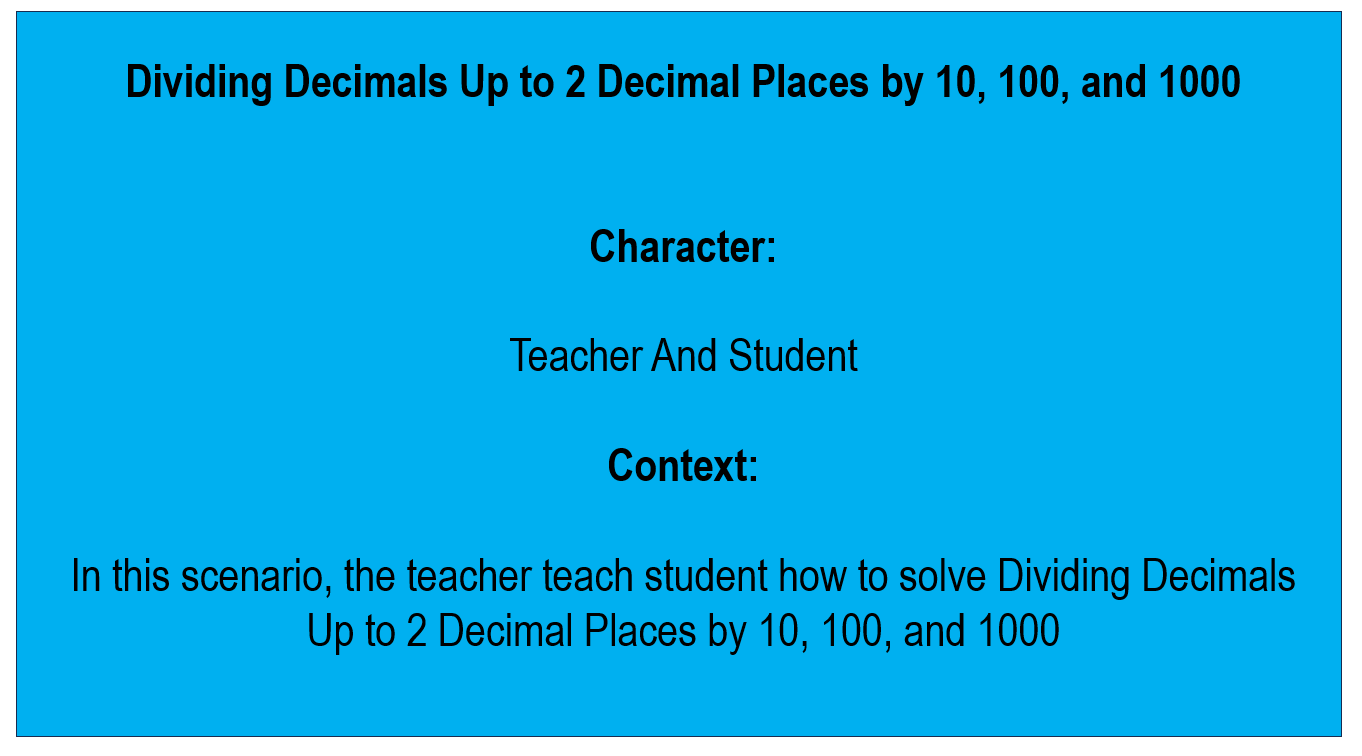 Dividing Decimals Up to 2 Decimal Places by 10, 100, and 1000
Character:
Teacher And Student
Context:
In this scenario, the teacher teach student how to solve Dividing Decimals
Up to 2 Decimal Places by 10, 100, and 1000